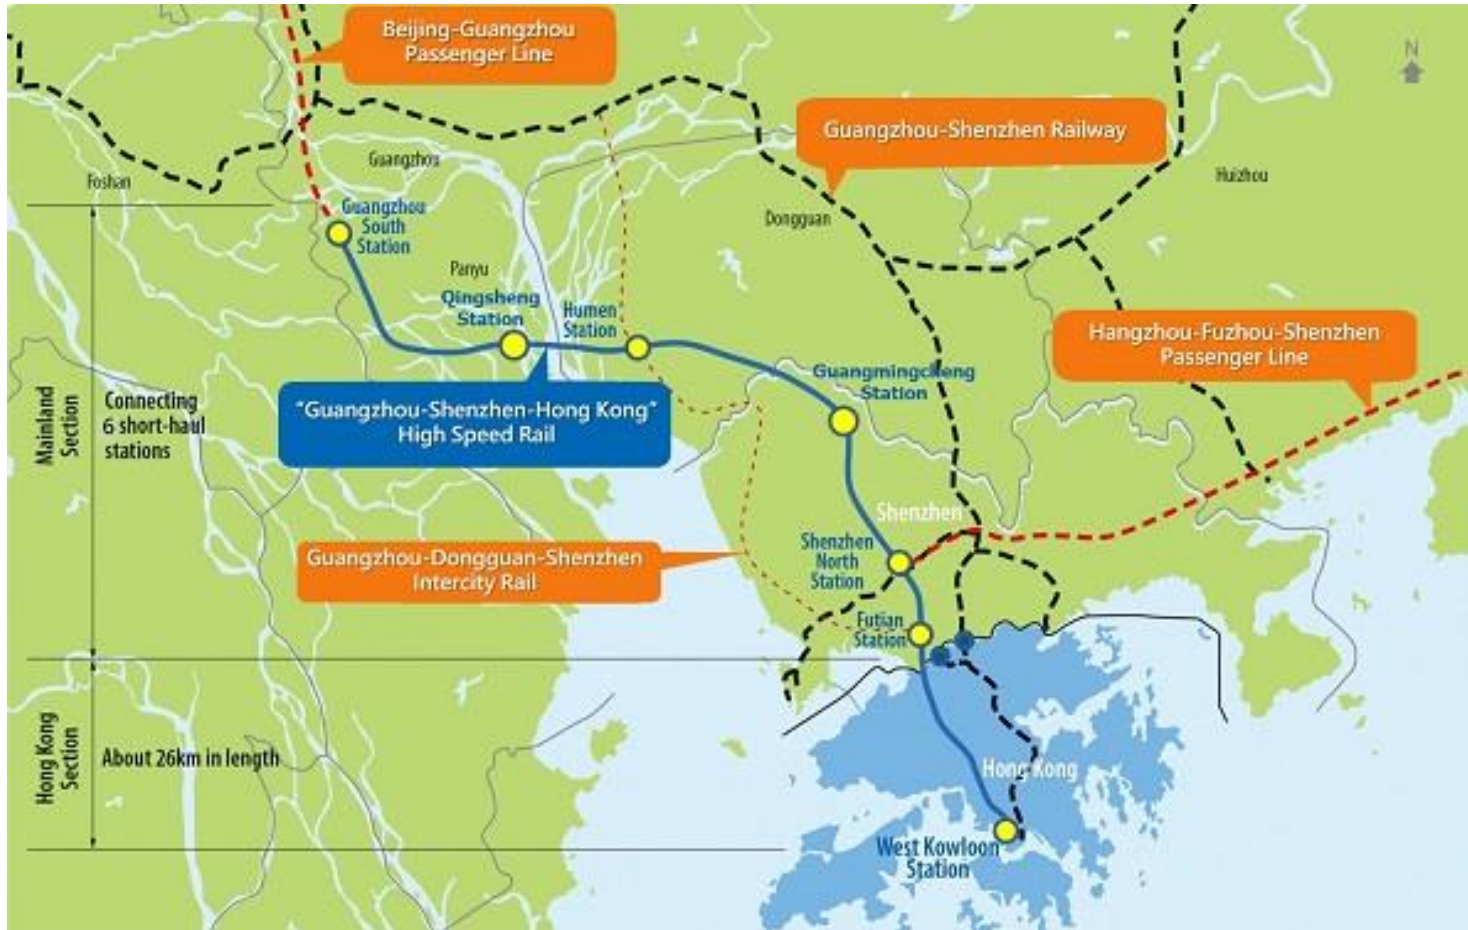 Beijing-Guangzhou
Passenger Line
N
Guangzhou-Shenzhen Railway
Guangzhou
Foshan
Huizhou
Guangzhou
South
Station
Dongguan
Panyu
Qingsheng
Station
Humen
Station
Hangzhou-Fuzhou-Shenzhen
Passenger Line
Guangmingcheng
Station
Mainland
Section
Connecting
6 short-haul
stations
"Guangzhou-Shenzhen-Hong Kong"
High Speed Rail
Shenzhen
Shenzhen
North
Station
Guangzhou-Dongguan-Shenzhen
Intercity Rail
Futian
Station
Hong Kong
Section
About 26km in length
Hong Kong
West Kowloon
Station